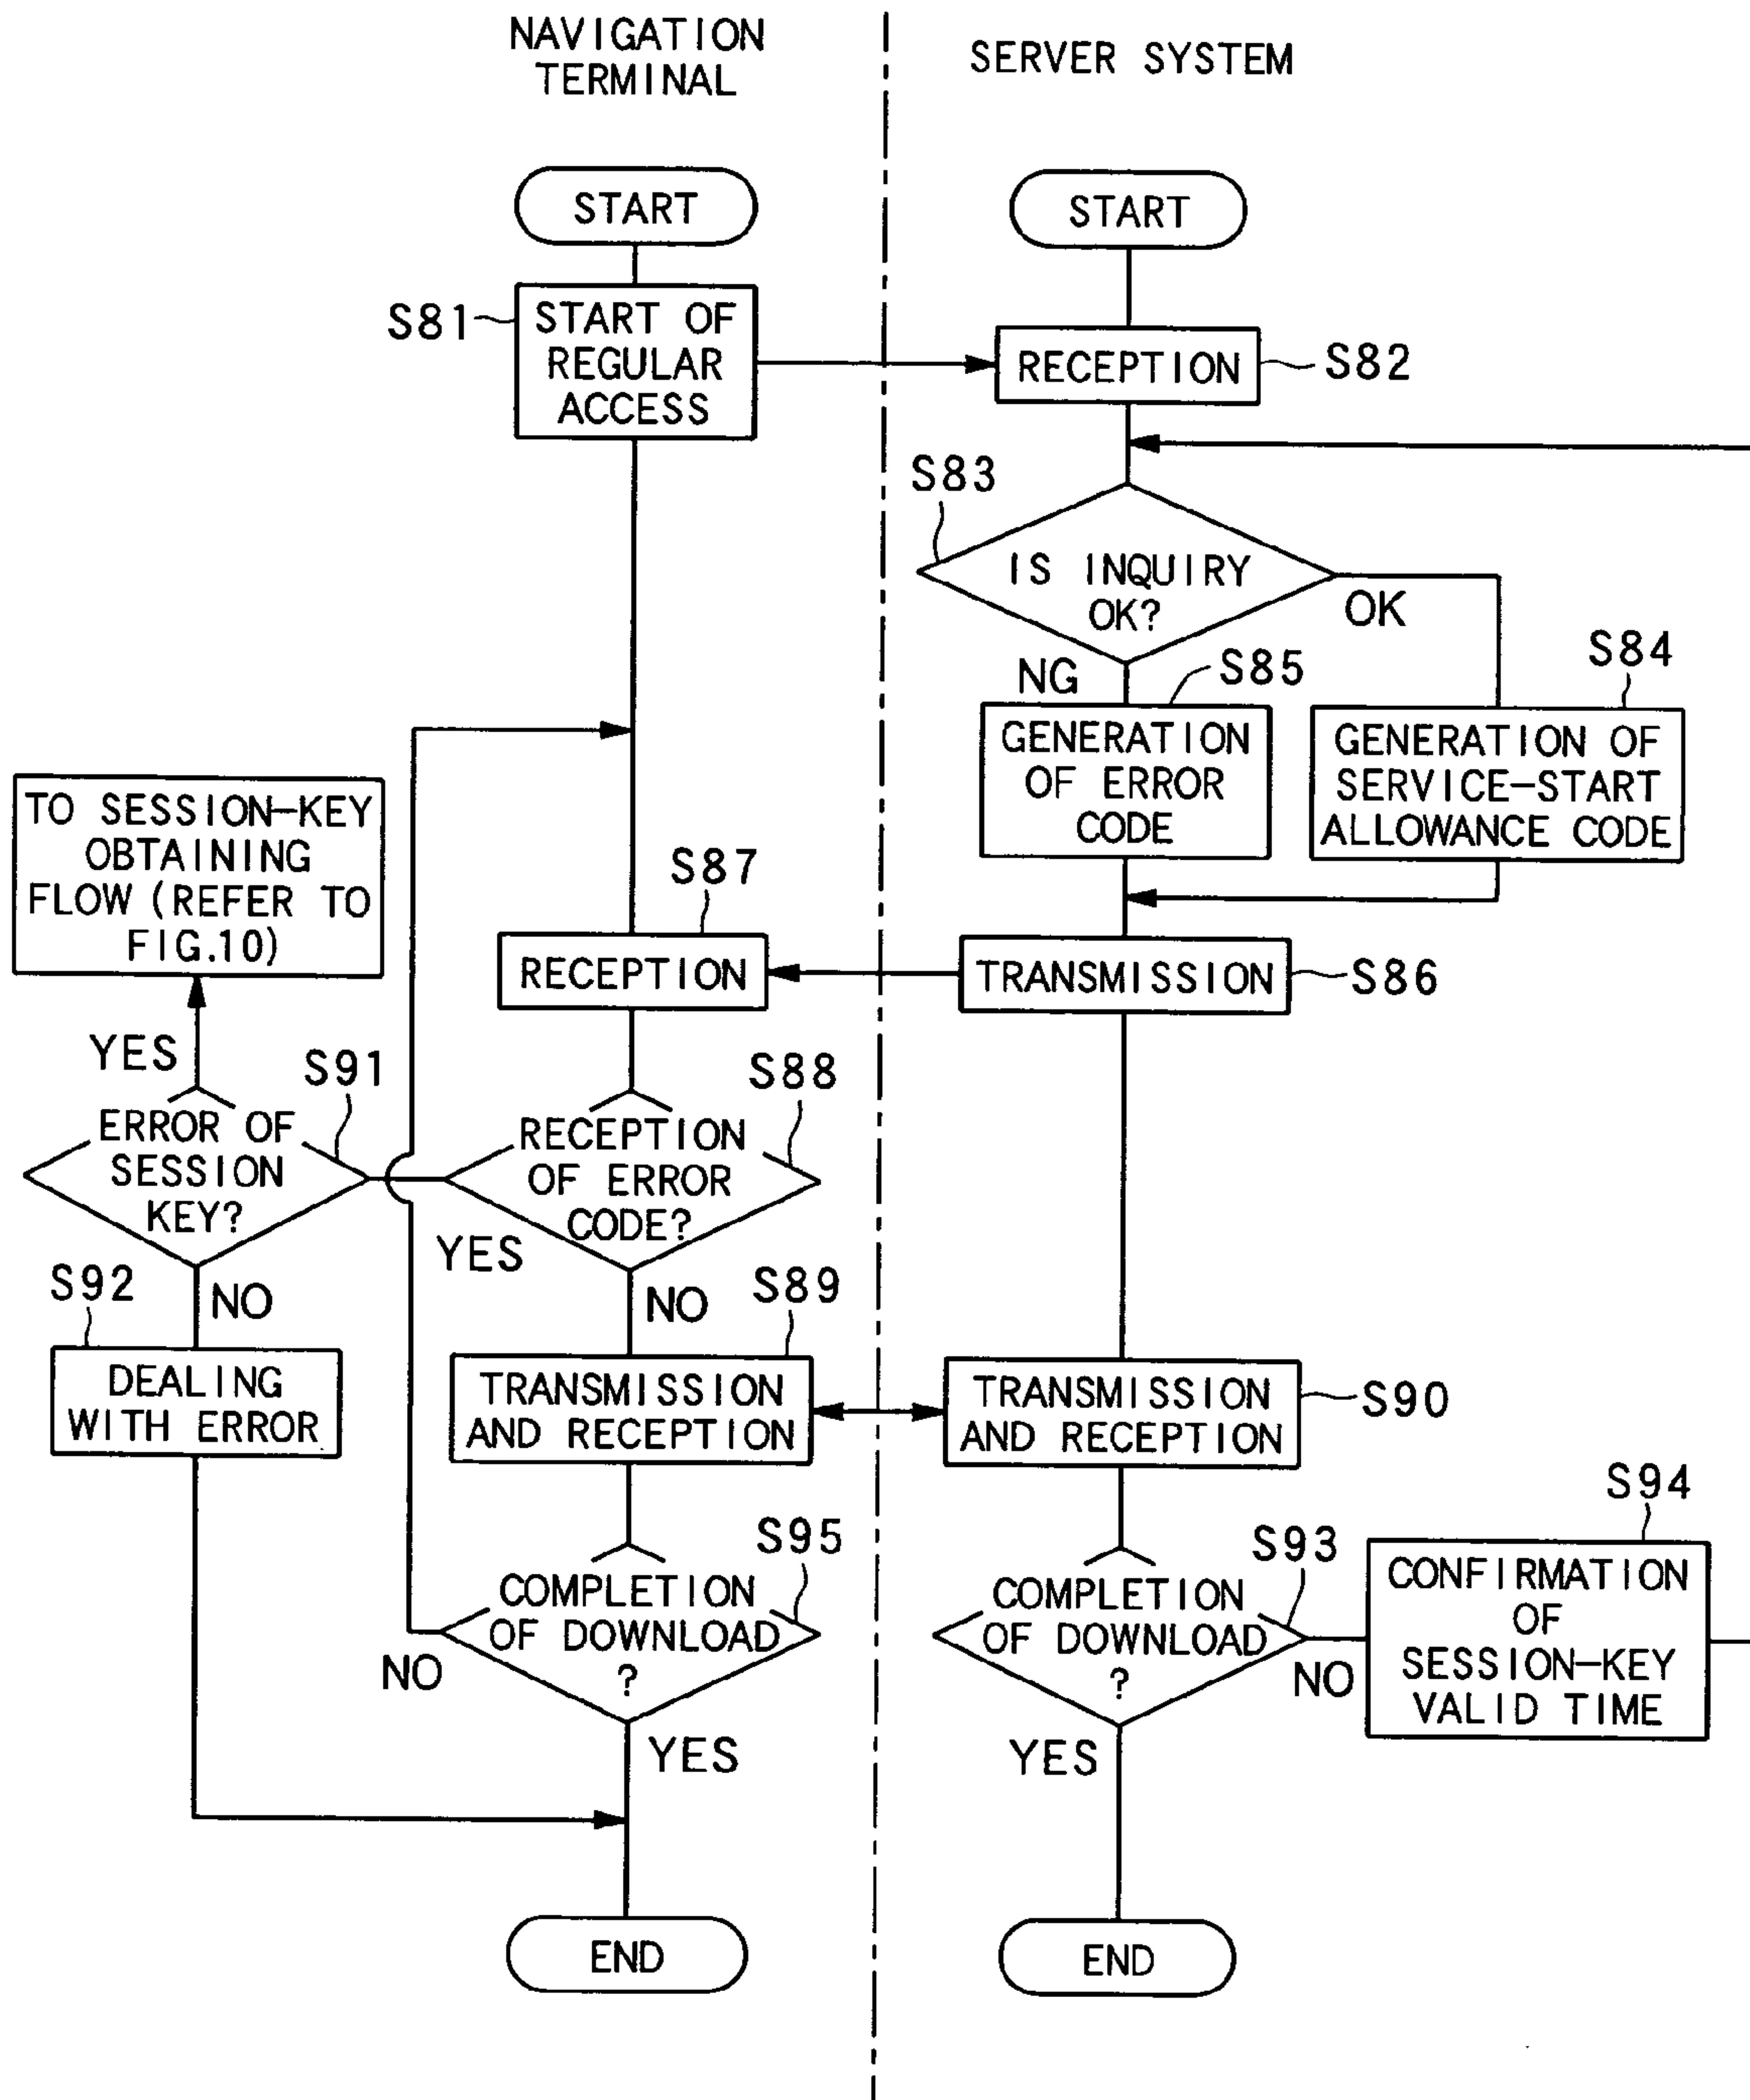 NAVIGATION
TERMINAL
SERVER SYSTEM
START
START
S81
START OF
REGULAR
ACCESS
RECEPTION
S82
S83
IS INQUIRY
OK?
OK
NG
S85
S84
GENERATION
OF ERROR
CODE
GENERATION OF
SERVICE-START
ALLOWANCE CODE
TO SESSION-KEY
OBTAINING
FLOW (REFER TO
FIG.10)
S87
RECEPTION
TRANSMISSION
S86
YES
S91
S88
ERROR OF
SESSION
KEY?
RECEPTION
OF ERROR
CODE?
YES
S92
NO
NO
S89
DEALING
WITH ERROR
TRANSMISSION
AND RECEPTION
TRANSMISSION
AND RECEPTION
S90
S95
S93
S94
COMPLETION
OF DOWNLOAD
?
NO
COMPLETION
OF DOWNLOAD
?
NO
CONFIRMATION
OF
SESSION-KEY
VALID TIME
YES
YES
END
END